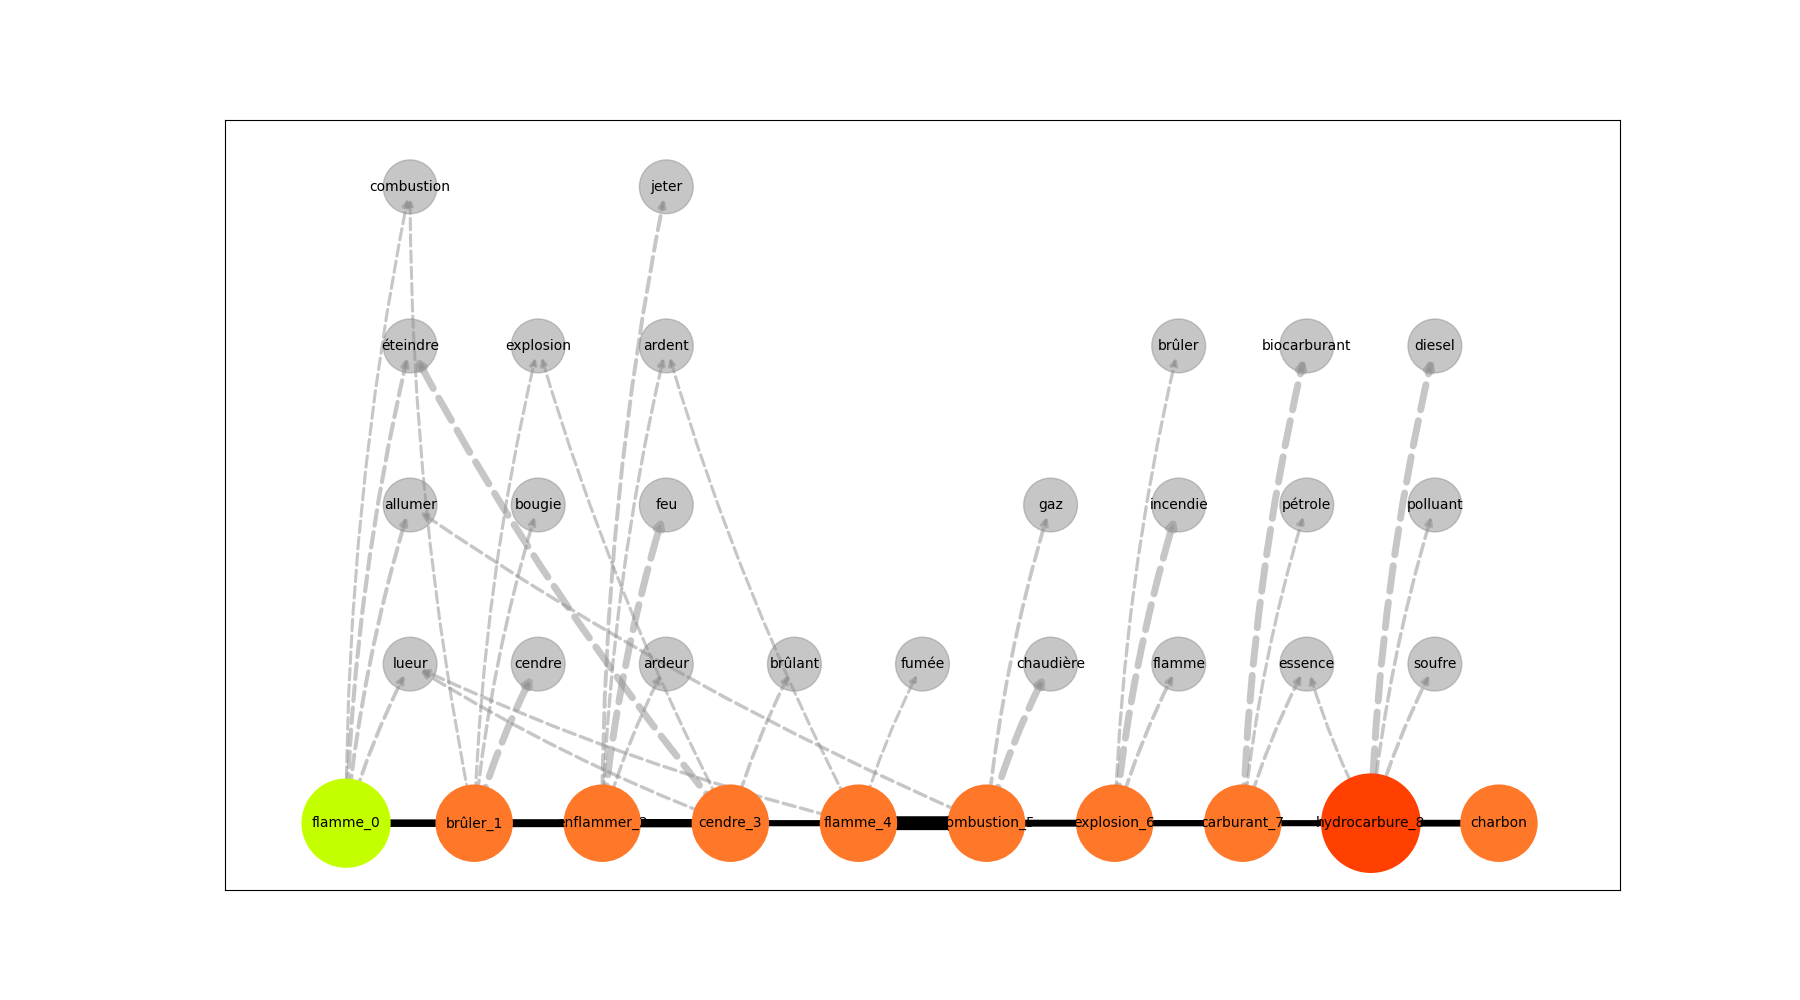 combustion jeter
éteindre explosion ardent brûler biocarburant diesel
allumer bougie feu gaz incendie pétrole polluant
lueur cendre ardeur brûlant fumée chaudière flamme essence soufre
flamme_0 brûler_1 enflammer_2 cendre_3 flamme_4 combustion_5 explosion_6 carburant_7 hydrocarbure_8 charbon